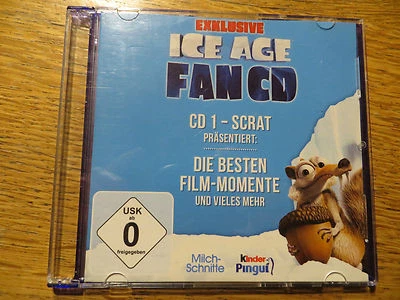 EXKLUSIVE
ICE AGE
FAN CD
CD 1 – SCRAT
PRÄSENTIERT:
DIE BESTEN
FILM-MOMENTE
UND VIELES MEHR
USK
ab
0
freigegeben
Milch-
Schnitte
kinder
Pinguí